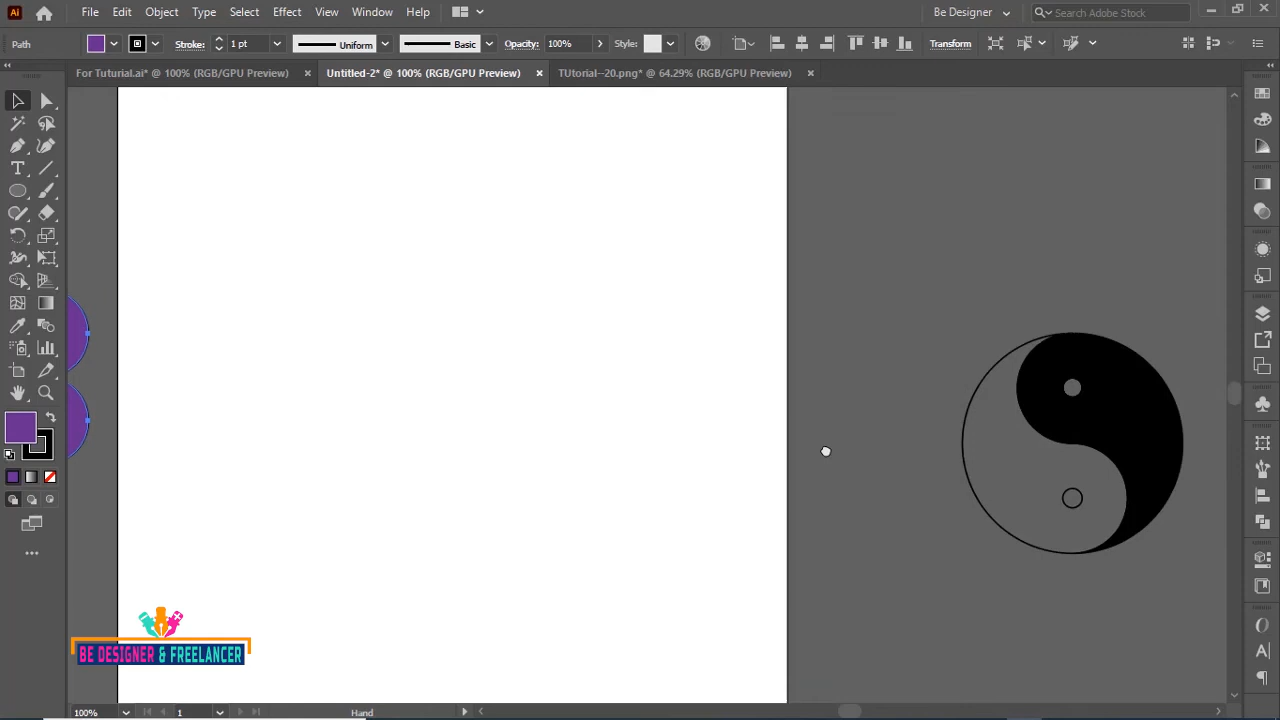 Ai File Edit Object Type Select Effect View Window Help Be Designer Search Adobe Stock
Path Stroke: 1 pt Uniform Basic Opacity: 100% Style: Transform
For Tuturial.ai* @ 100% (RGB/GPU Preview) × Untitled-2* @ 100% (RGB/GPU Preview) × TUtorial--20.png* @ 64.29% (RGB/GPU Preview) ×
BE DESIGNER & FREELANCER
100% 1 Hand